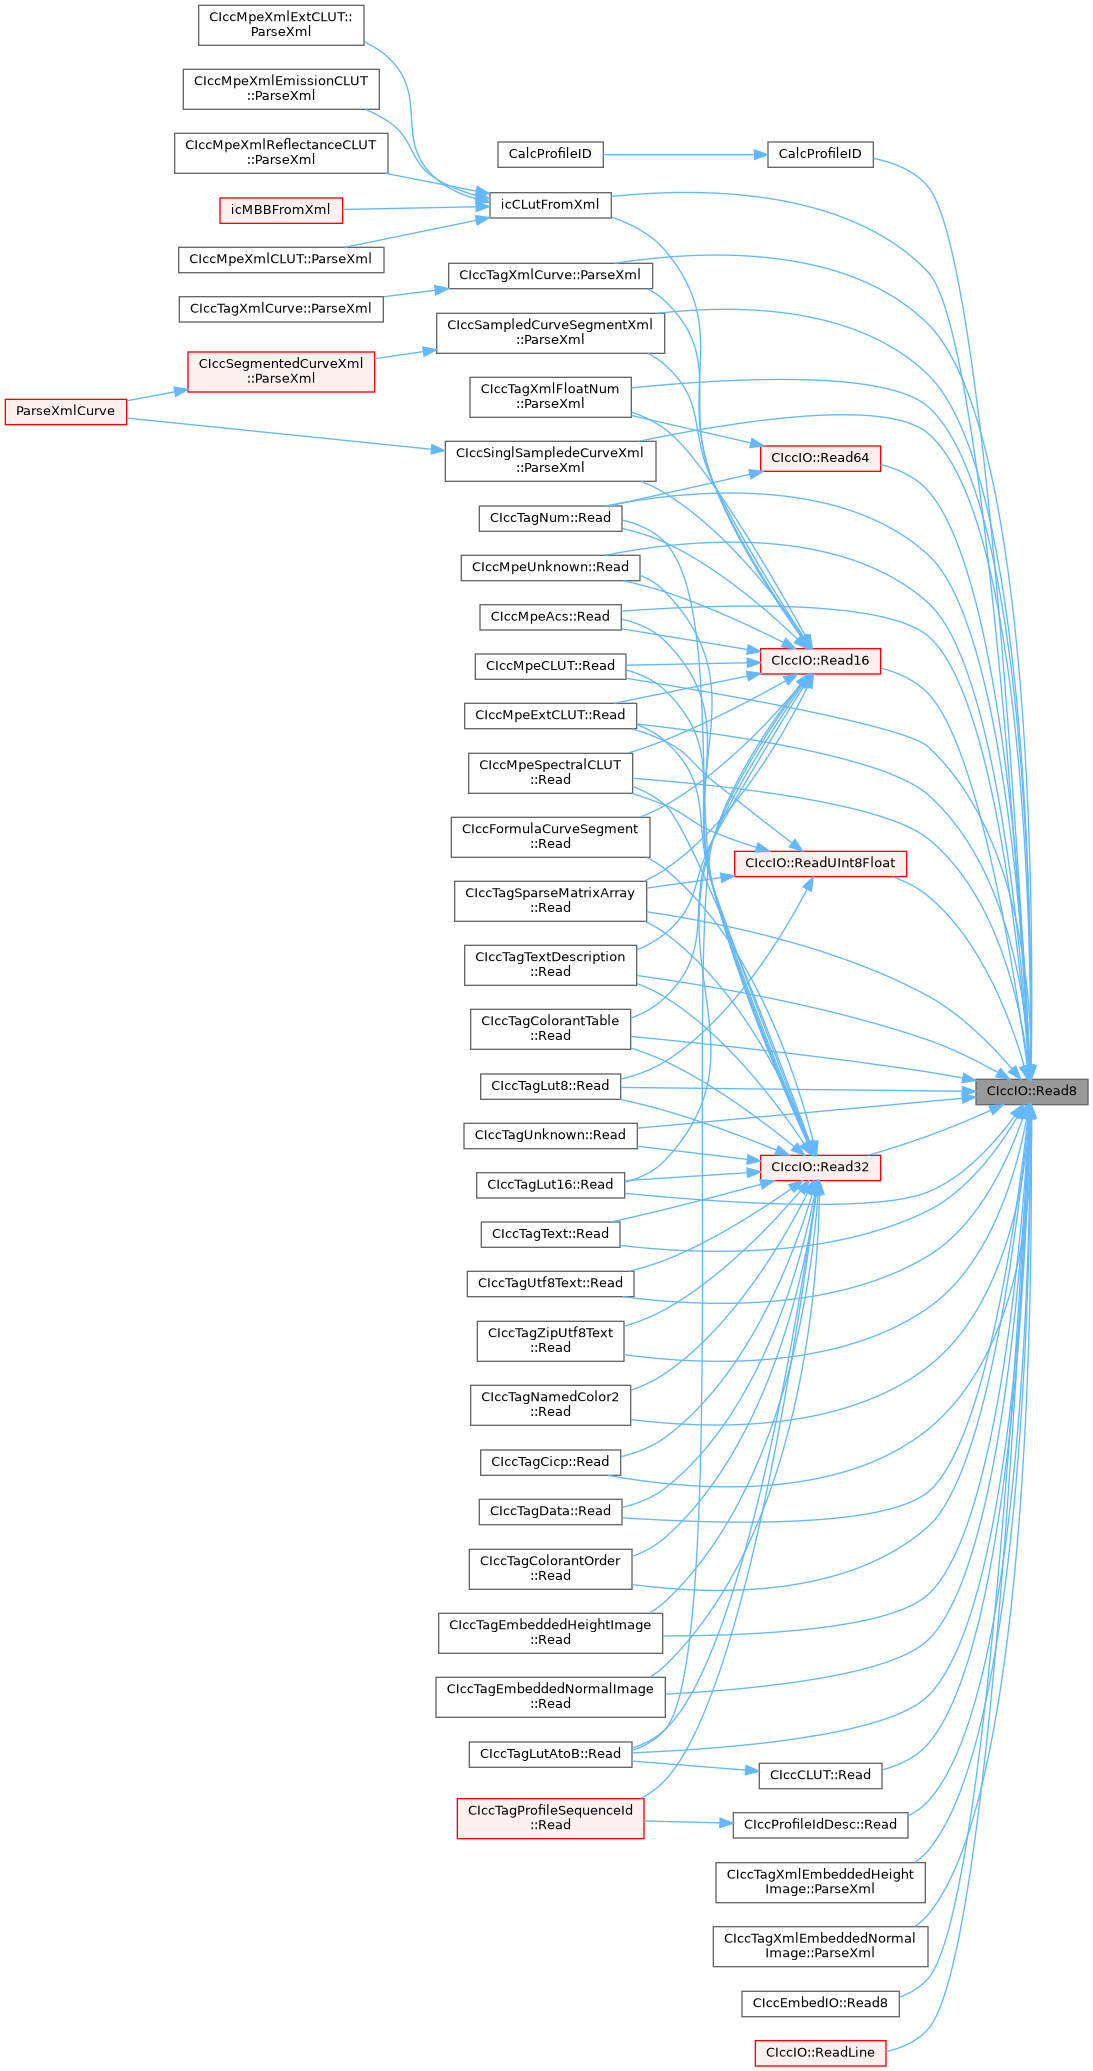 CIccMpeXmlExtCLUT::
ParseXml
CIccMpeXmlEmissionCLUT
::ParseXml
CIccMpeXmlReflectanceCLUT
::ParseXml
icMBBFromXml
CIccMpeXmlCLUT::ParseXml
CIccTagXmlCurve::ParseXml
CIccSegmentedCurveXml
::ParseXml
ParseXmlCurve
CalcProfileID
CalcProfileID
icCLutFromXml
CIccTagXmlCurve::ParseXml
CIccSampledCurveSegmentXml
::ParseXml
CIccTagXmlFloatNum
::ParseXml
CIccSinglSampledeCurveXml
::ParseXml
CIccIO::Read64
CIccTagNum::Read
CIccMpeUnknown::Read
CIccMpeAcs::Read
CIccMpeCLUT::Read
CIccIO::Read16
CIccMpeExtCLUT::Read
CIccMpeSpectralCLUT
::Read
CIccFormulaCurveSegment
::Read
CIccIO::ReadUInt8Float
CIccTagSparseMatrixArray
::Read
CIccTagTextDescription
::Read
CIccTagColorantTable
::Read
CIccTagLut8::Read
CIccIO::Read8
CIccTagUnknown::Read
CIccIO::Read32
CIccTagLut16::Read
CIccTagText::Read
CIccTagUtf8Text::Read
CIccTagZipUtf8Text
::Read
CIccTagNamedColor2
::Read
CIccTagCicp::Read
CIccTagData::Read
CIccTagColorantOrder
::Read
CIccTagEmbeddedHeightImage
::Read
CIccTagEmbeddedNormalImage
::Read
CIccTagLutAtoB::Read
CIccCLUT::Read
CIccTagProfileSequenceId
::Read
CIccProfileIdDesc::Read
CIccTagXmlEmbeddedHeight
Image::ParseXml
CIccTagXmlEmbeddedNormal
Image::ParseXml
CIccEmbedIO::Read8
CIccIO::ReadLine